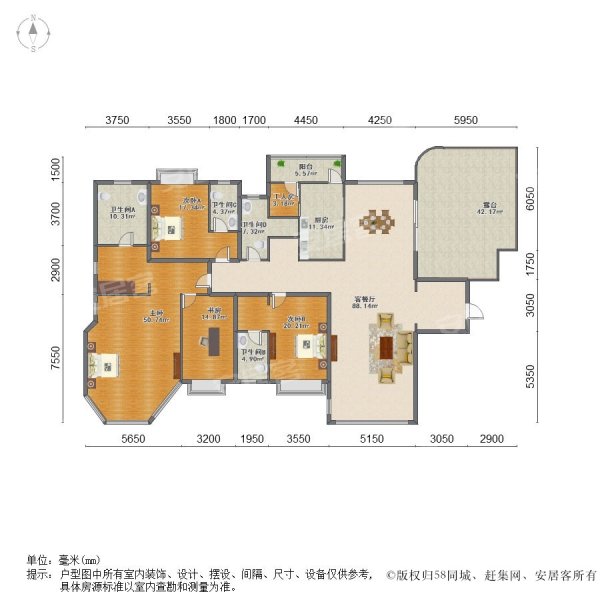 N
S
3750 3550 1800 1700 4450 4250 5950
1500
3700
2900
7550
6050
1750
3050
5350
阳台
5.57㎡
工人房
3.18㎡
次卧A
17.34㎡
卫生间A
10.31㎡
卫生间C
4.37㎡
卫生间D
7.32㎡
厨房
11.34㎡
露台
42.17㎡
客餐厅
88.14㎡
主卧
50.74㎡
书房
14.87㎡
次卧B
20.21㎡
卫生间B
4.90㎡
5650 3200 1950 3550 5150 3050 2900
单位：毫米(mm)
提示：户型图中所有室内装饰、设计、摆设、间隔、尺寸、设备仅供参考，
具体房源标准以室内查勘和测量为准。
©版权归58同城、赶集网、安居客所有